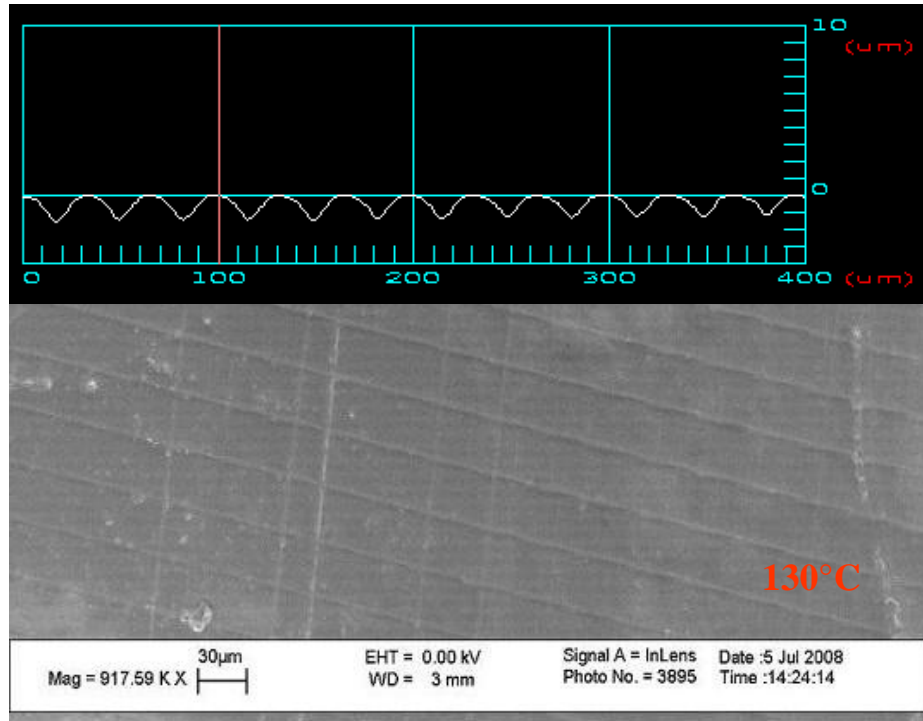 10
(um)
0
0 100 200 300 400 (um)
130°C
30µm
Mag = 917.59 K X
EHT = 0.00 kV
WD = 3 mm
Signal A = InLens
Photo No. = 3895
Date :5 Jul 2008
Time :14:24:14